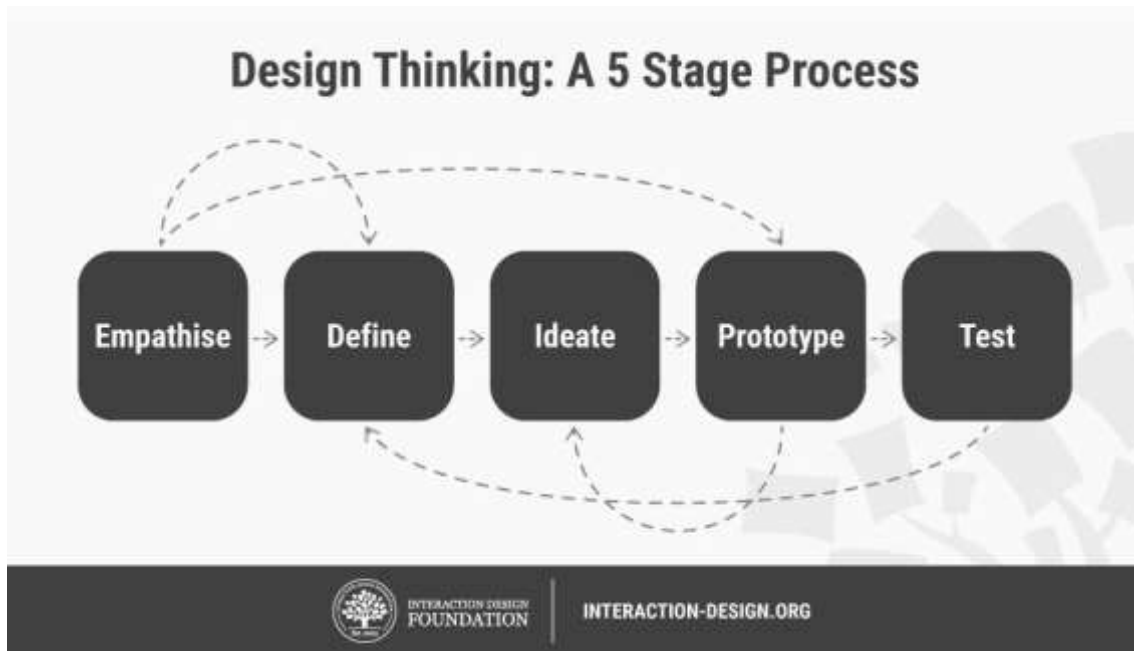 Design Thinking: A 5 Stage Process
Empathise
Define
Ideate
Prototype
Test
INTERACTION DESIGN
FOUNDATION
INTERACTION-DESIGN.ORG